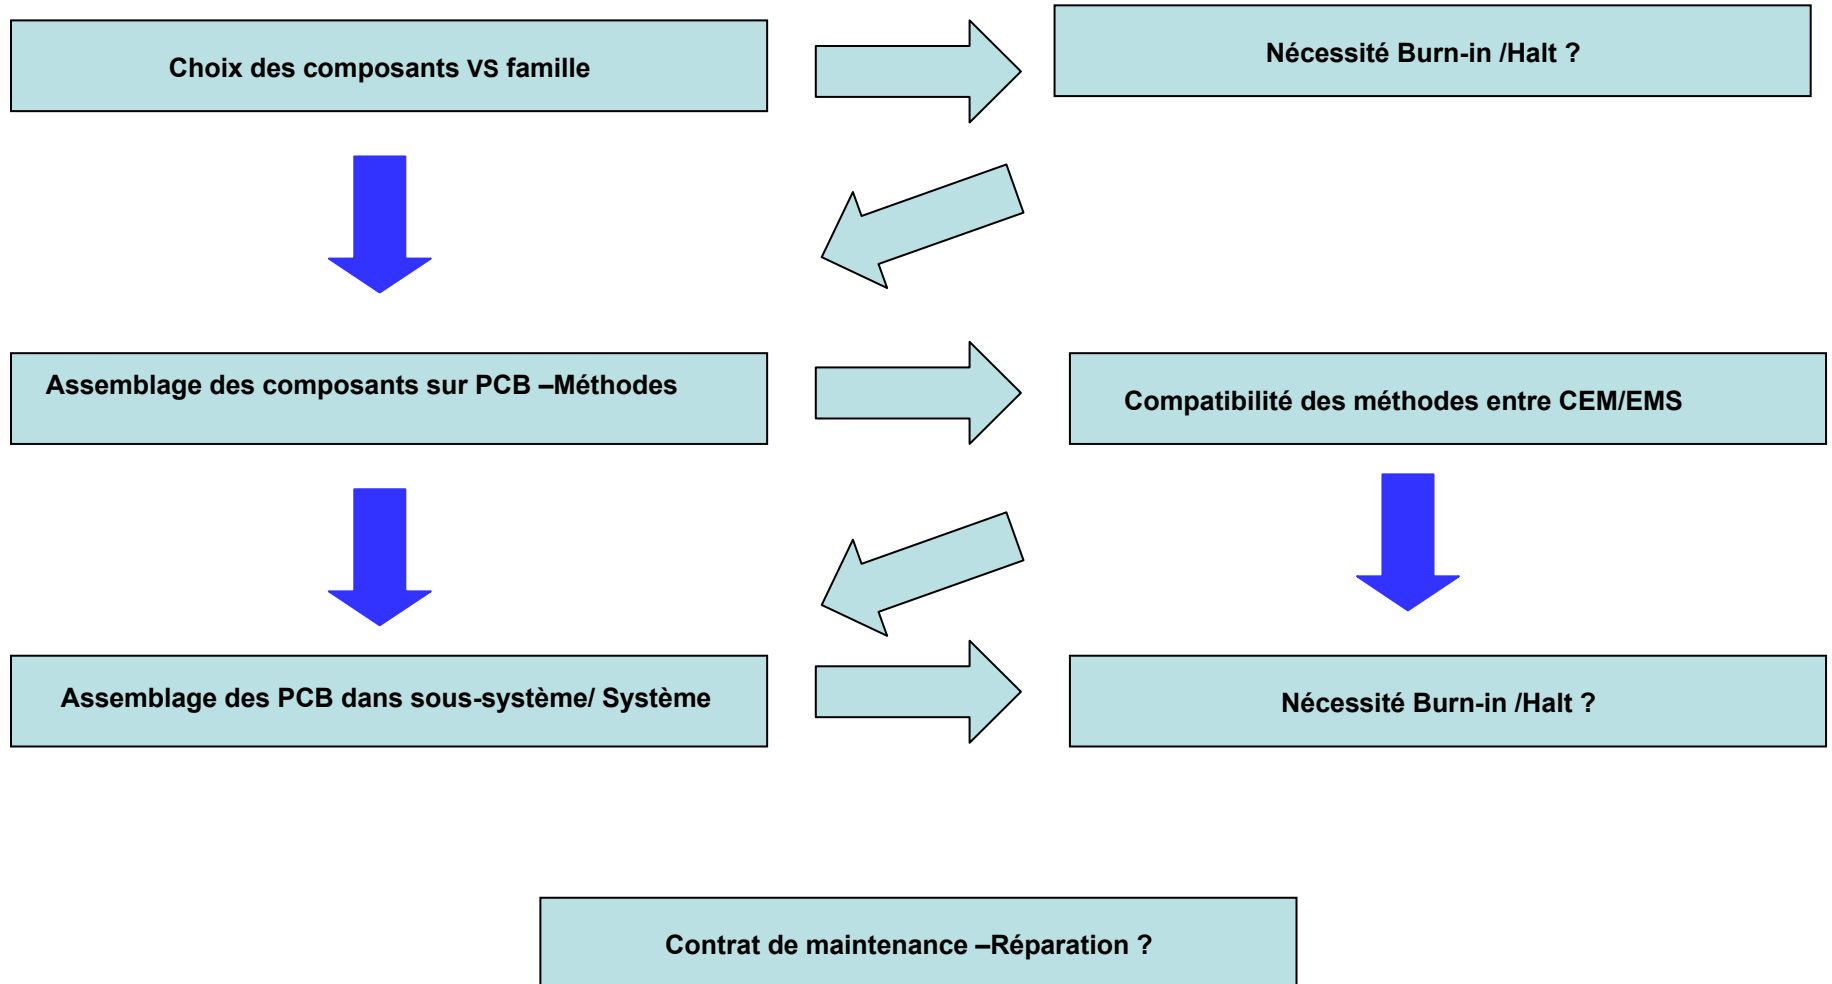 Choix des composants VS famille
Nécessité Burn-in /Halt ?
Assemblage des composants sur PCB –Méthodes
Compatibilité des méthodes entre CEM/EMS
Assemblage des PCB dans sous-système/ Système
Nécessité Burn-in /Halt ?
Contrat de maintenance –Réparation ?